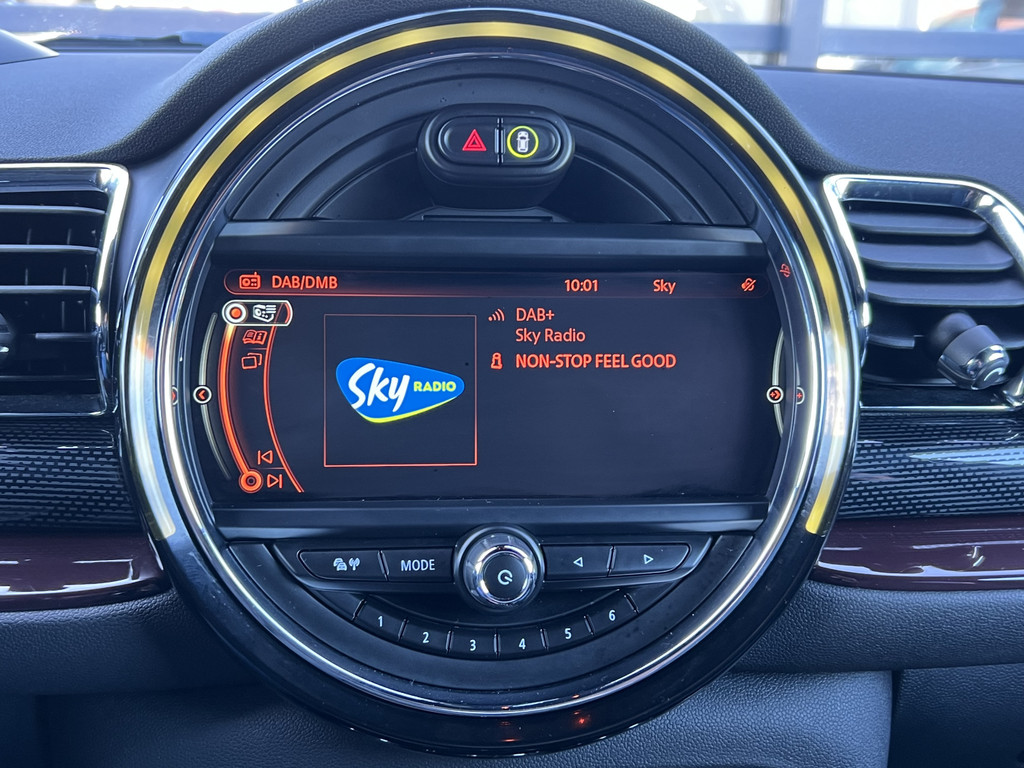 DAB/DMB 10:01 Sky
DAB+
Sky Radio
NON-STOP FEEL GOOD
Sky RADIO
MODE
1 2 3 4 5 6